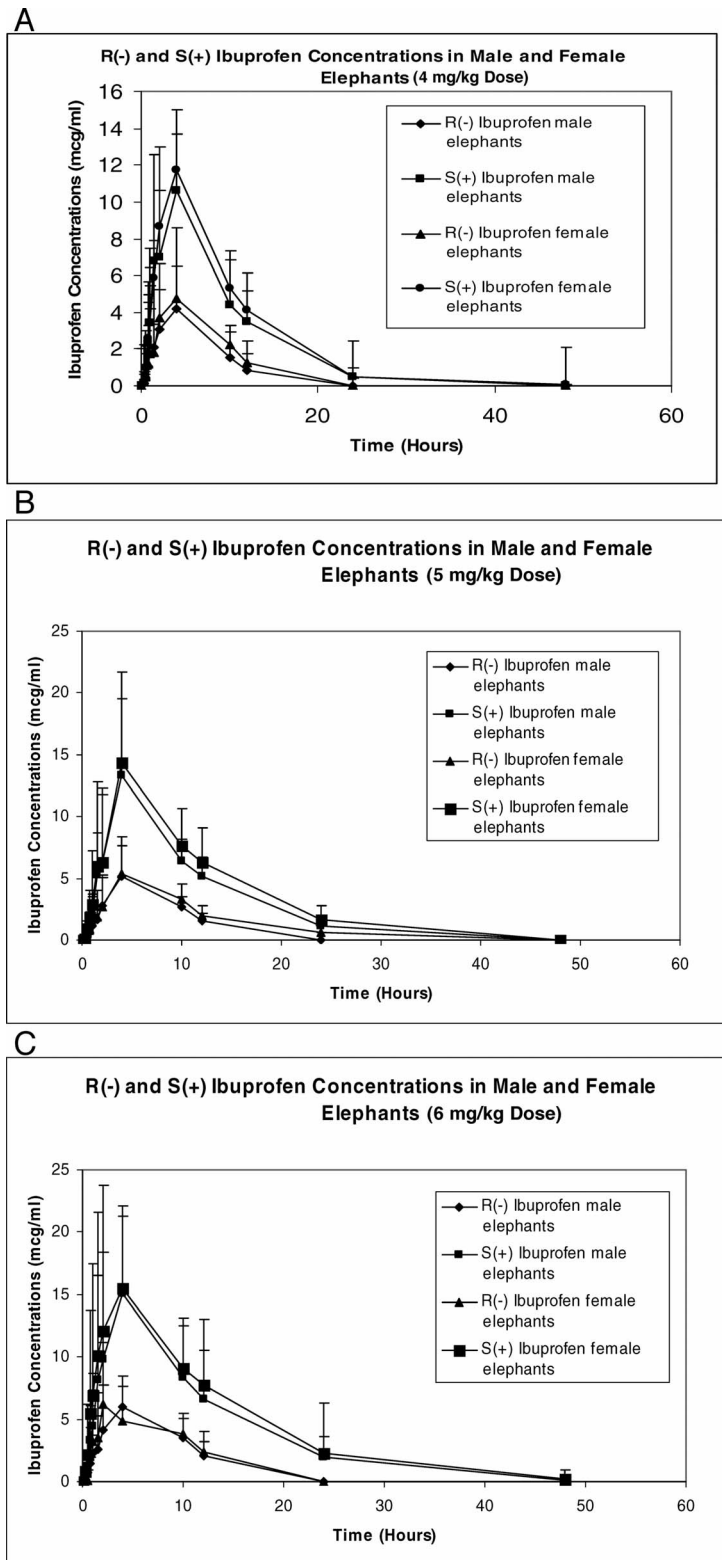 A
R(-) and S(+) Ibuprofen Concentrations in Male and Female
Elephants (4 mg/kg Dose)
Ibuprofen Concentrations (mcg/ml)
16
14
12
10
8
6
4
2
0
R(-) Ibuprofen male
elephants
S(+) Ibuprofen male
elephants
R(-) Ibuprofen female
elephants
S(+) Ibuprofen female
elephants
0 20 40 60
Time (Hours)
B
R(-) and S(+) Ibuprofen Concentrations in Male and Female
Elephants (5 mg/kg Dose)
Ibuprofen Concentrations (mcg/ml)
25
20
15
10
5
0
R(-) Ibuprofen male
elephants
S(+) Ibuprofen male
elephants
R(-) Ibuprofen female
elephants
S(+) Ibuprofen female
elephants
0 10 20 30 40 50 60
Time (Hours)
C
R(-) and S(+) Ibuprofen Concentrations in Male and Female
Elephants (6 mg/kg Dose)
Ibuprofen Concentrations (mcg/ml)
25
20
15
10
5
0
R(-) Ibuprofen male
elephants
S(+) Ibuprofen male
elephants
R(-) Ibuprofen female
elephants
S(+) Ibuprofen female
elephants
0 10 20 30 40 50 60
Time (Hours)